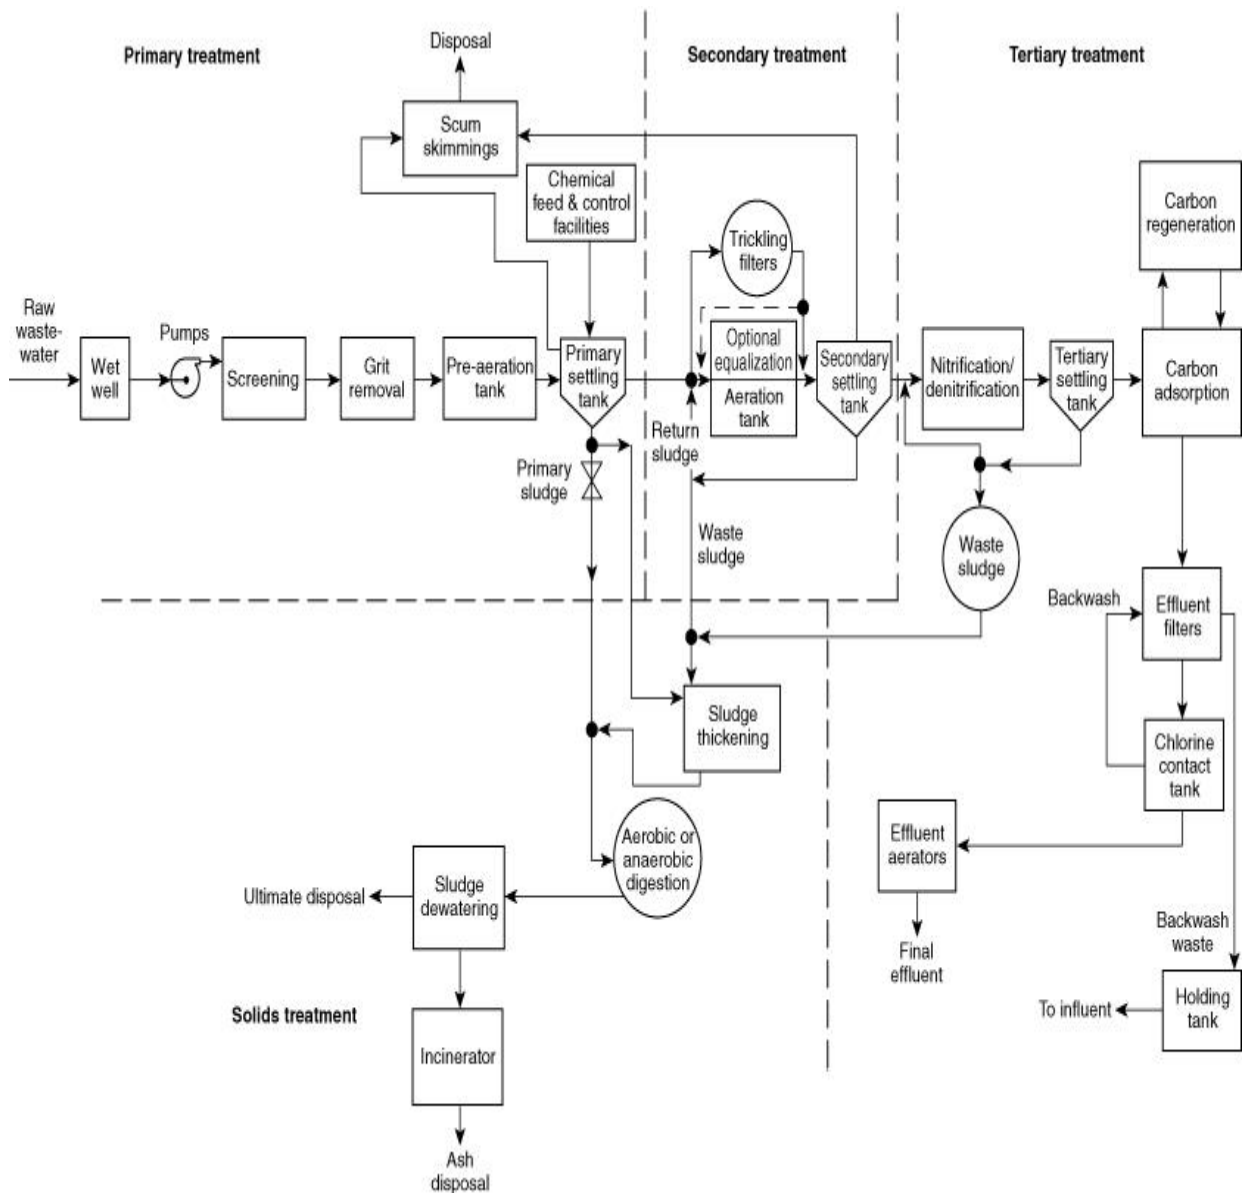 Primary treatment
Disposal
Secondary treatment
Tertiary treatment
Scum
skimmings
Chemical
feed & control
facilities
Trickling
filters
Carbon
regeneration
Raw
waste-
water
Wet
well
Pumps
Screening
Grit
removal
Pre-aeration
tank
Primary
settling
tank
Optional
equalization
Aeration
tank
Secondary
settling
tank
Nitrification/
denitrification
Tertiary
settling
tank
Carbon
adsorption
Primary
sludge
Return
sludge
Waste
sludge
Waste
sludge
Backwash
Effluent
filters
Sludge
thickening
Chlorine
contact
tank
Effluent
aerators
Aerobic or
anaerobic
digestion
Ultimate disposal
Sludge
dewatering
Final
effluent
Backwash
waste
Solids treatment
Incinerator
To influent
Holding
tank
Ash
disposal